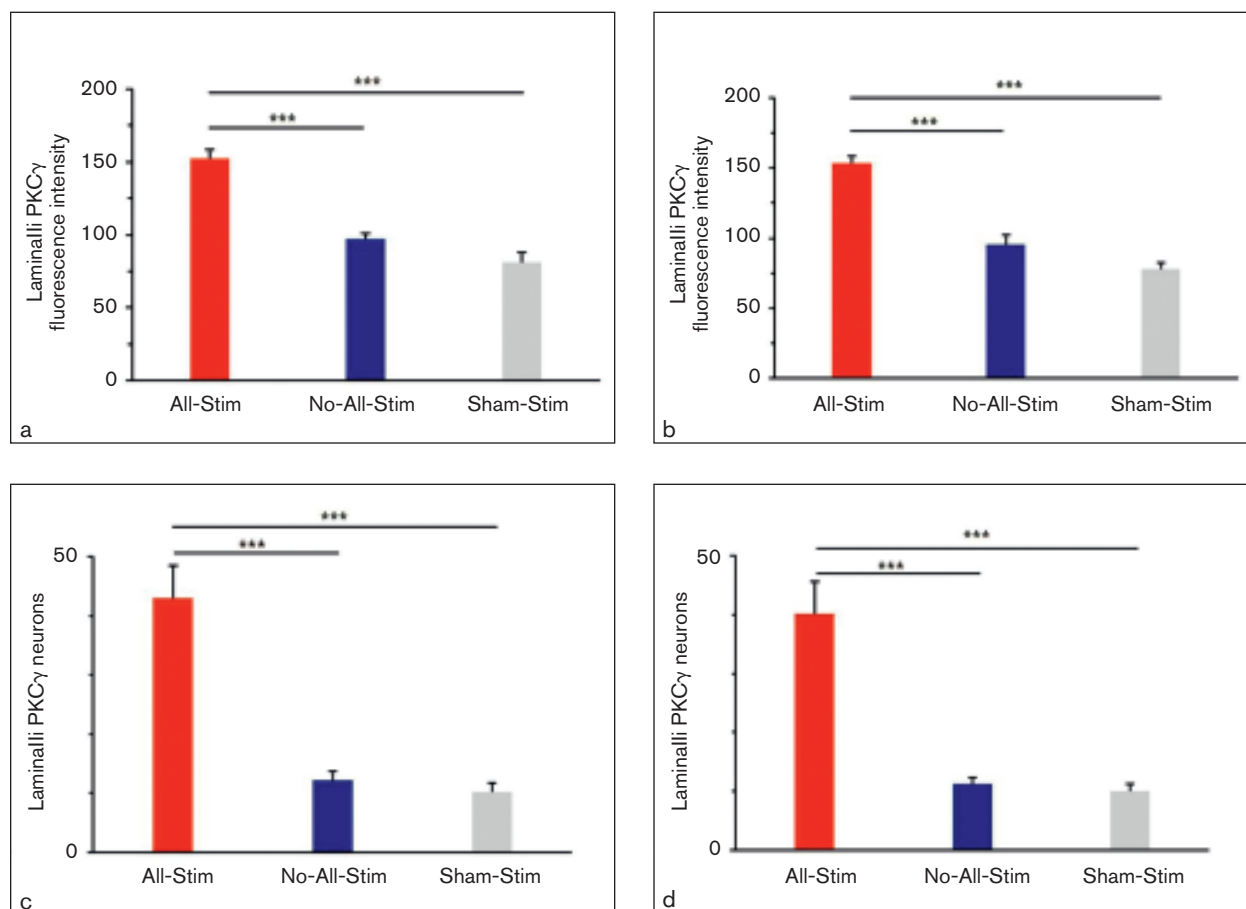 200
150
100
50
0
Laminalli PKCγ
fluorescence intensity
***
***
All-Stim No-All-Stim Sham-Stim
a
200
150
100
50
0
Laminalli PKCγ
fluorescence intensity
***
***
All-Stim No-All-Stim Sham-Stim
b
50
0
Laminalli PKCγ neurons
***
***
All-Stim No-All-Stim Sham-Stim
c
50
0
Laminalli PKCγ neurons
***
***
All-Stim No-All-Stim Sham-Stim
d